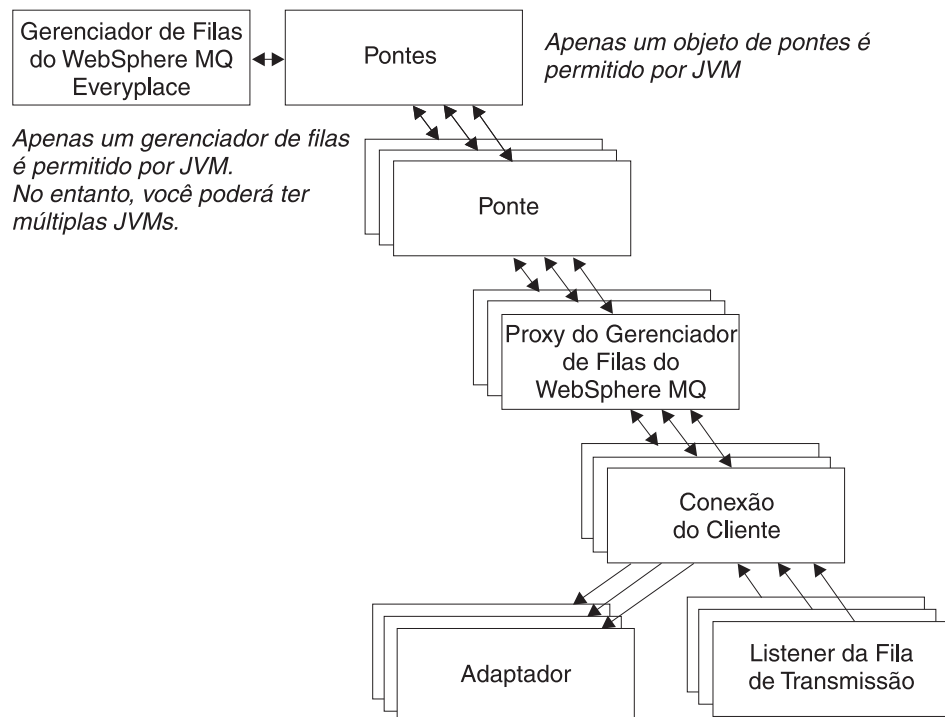 Gerenciador de Filas
do WebSphere MQ
Everyplace
Pontes
Apenas um objeto de pontes é
permitido por JVM
Apenas um gerenciador de filas
é permitido por JVM.
No entanto, você poderá ter
múltiplas JVMs.
Ponte
Proxy do Gerenciador
de Filas do
WebSphere MQ
Conexão
do Cliente
Adaptador
Listener da Fila
de Transmissão